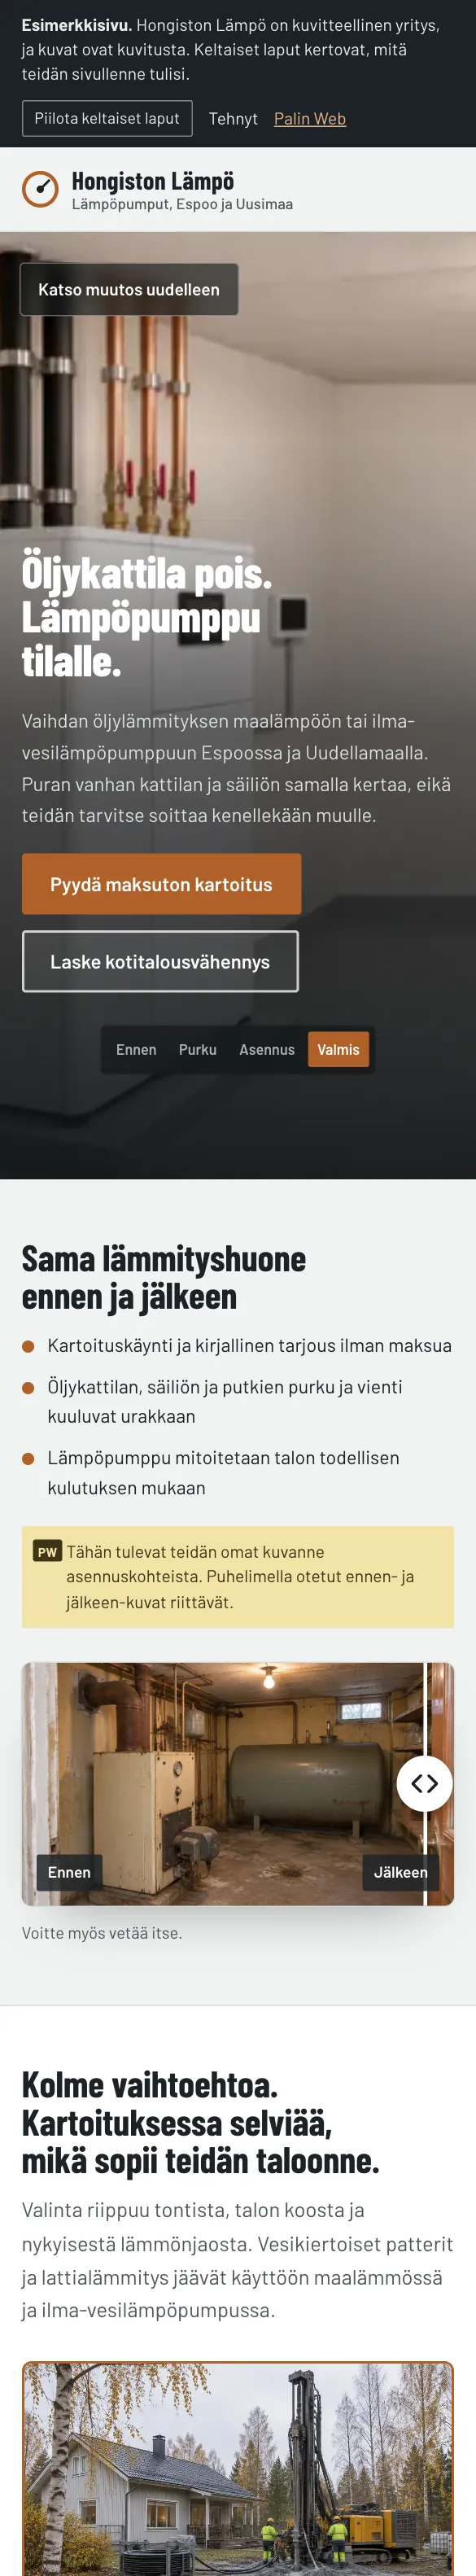 Esimerkkisivu. Hongiston Lämpö on kuvitteellinen yritys,
ja kuvat ovat kuvitusta. Keltaiset laput kertovat, mitä
teidän sivullenne tulisi.
Piilota keltaiset laput Tehnyt Palin Web
Hongiston Lämpö
Lämpöpumput, Espoo ja Uusimaa
Katso muutos uudelleen
Öljykattila pois.
Lämpöpumppu
tilalle.
Vaihdan öljylämmityksen maalämpöön tai ilma-
vesilämpöpumppuun Espoossa ja Uudellamaalla.
Puran vanhan kattilan ja säiliön samalla kertaa, eikä
teidän tarvitse soittaa kenellekään muulle.
Pyydä maksuton kartoitus
Laske kotitalousvähennys
Ennen Purku Asennus Valmis
Sama lämmityshuone
ennen ja jälkeen
Kartoituskäynti ja kirjallinen tarjous ilman maksua
Öljykattilan, säiliön ja putkien purku ja vienti
kuuluvat urakkaan
Lämpöpumppu mitoitetaan talon todellisen
kulutuksen mukaan
PW Tähän tulevat teidän omat kuvanne
asennuskohteista. Puhelimella otetut ennen- ja
jälkeen-kuvat riittävät.
Ennen Jälkeen
Voitte myös vetää itse.
Kolme vaihtoehtoa.
Kartoituksessa selviää,
mikä sopii teidän taloonne.
Valinta riippuu tontista, talon koosta ja
nykyisestä lämmönjaosta. Vesikiertoiset patterit
ja lattialämmitys jäävät käyttöön maalämmössä
ja ilma-vesilämpöpumpussa.